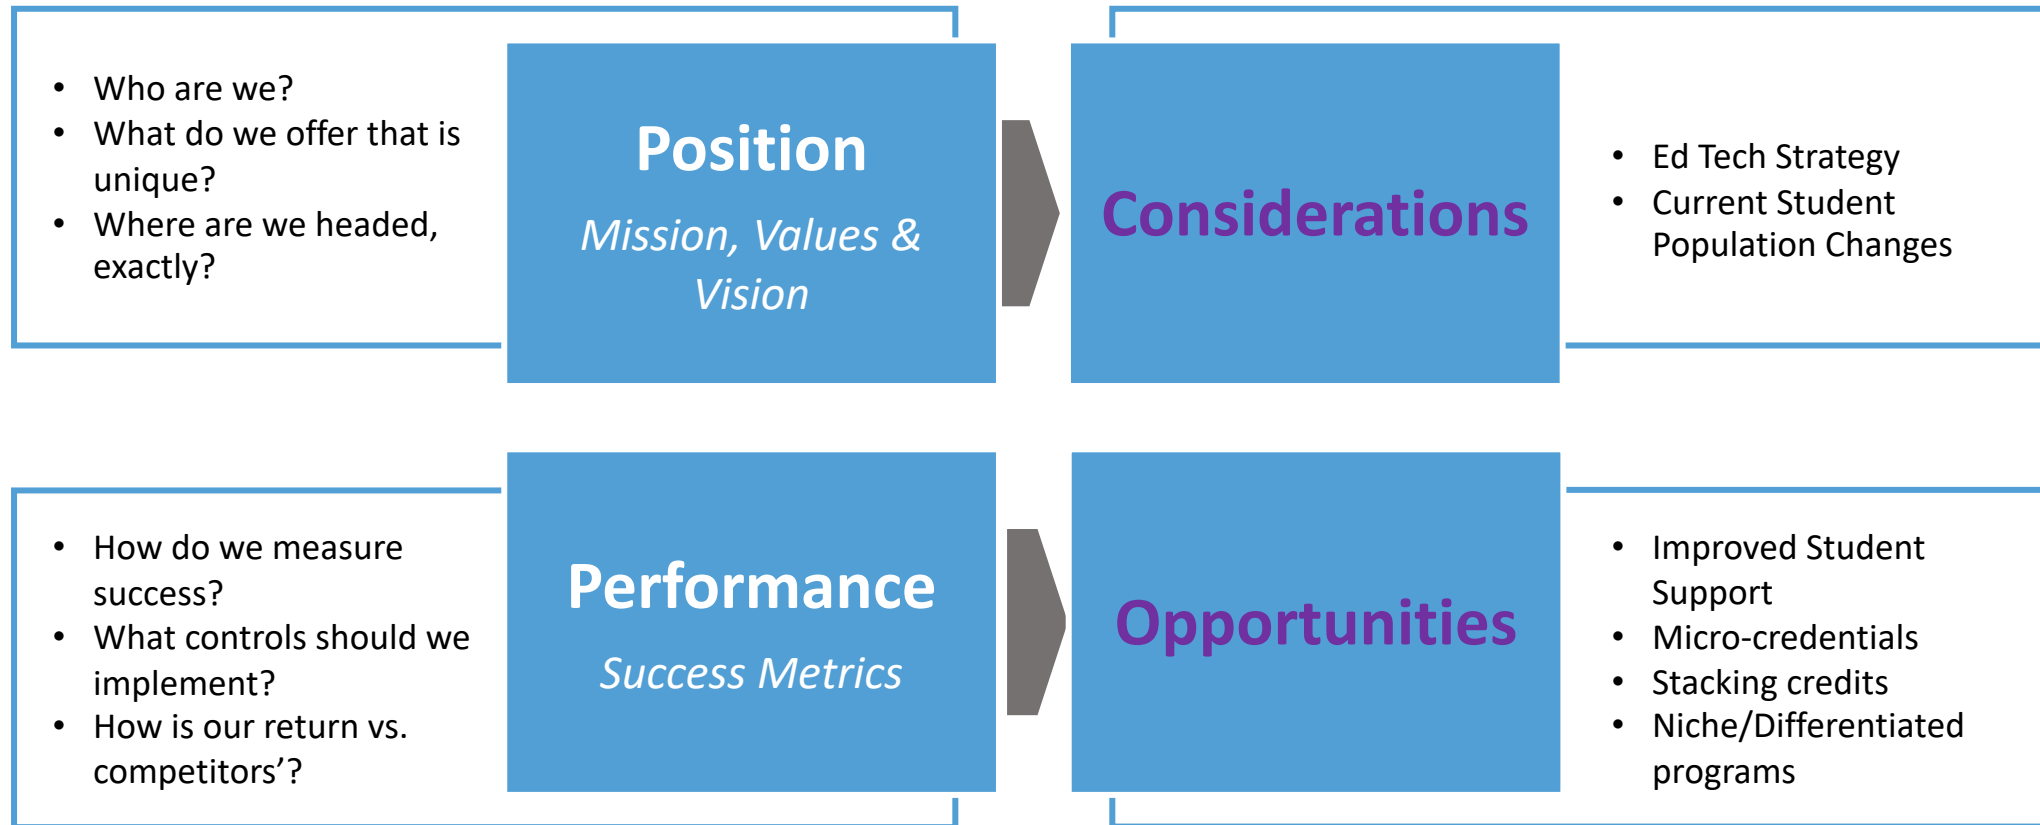 • Who are we?
• What do we offer that is
unique?
• Where are we headed,
exactly?
Position
Mission, Values &
Vision
Considerations
• Ed Tech Strategy
• Current Student
Population Changes
• How do we measure
success?
• What controls should we
implement?
• How is our return vs.
competitors’?
Performance
Success Metrics
Opportunities
• Improved Student
Support
• Micro-credentials
• Stacking credits
• Niche/Differentiated
programs